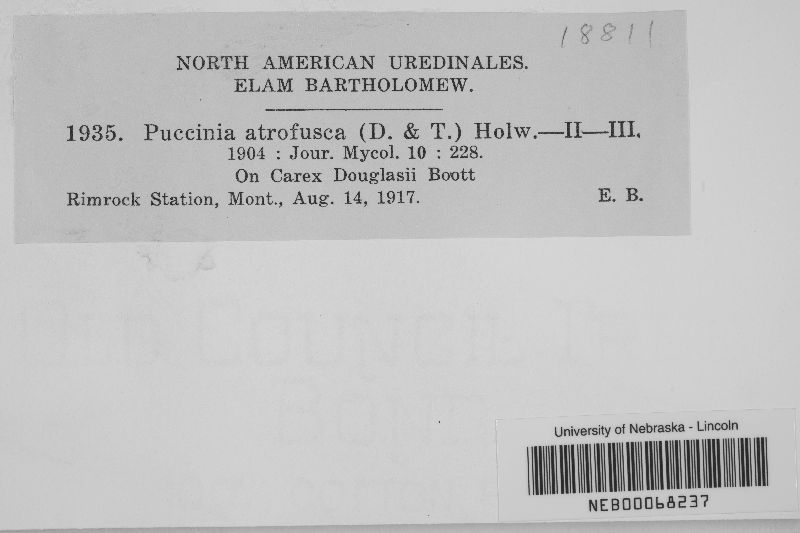 18811
NORTH AMERICAN UREDINALES.
ELAM BARTHOLOMEW.
1935. Puccinia atrofusca (D. & T.) Holw.—II—III.
1904 : Jour. Mycol. 10 : 228.
On Carex Douglasii Boott
Rimrock Station, Mont., Aug. 14, 1917. E. B.
University of Nebraska - Lincoln
NEB00068237